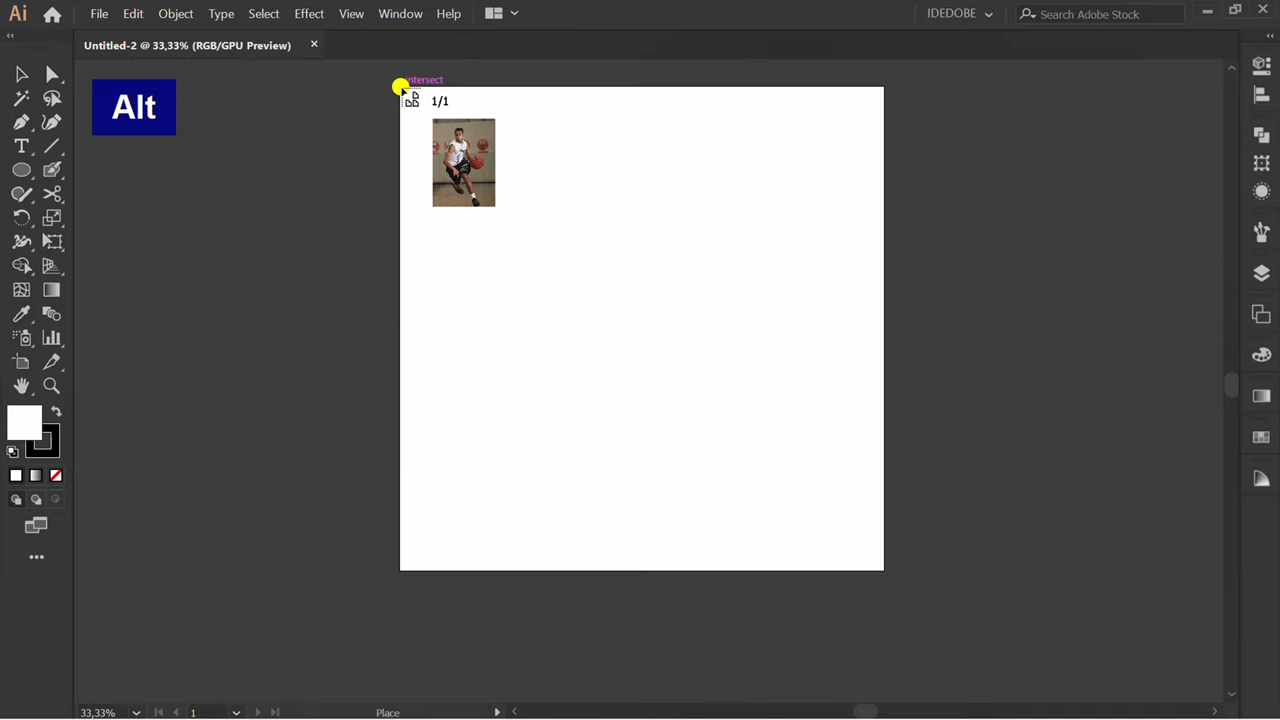 Ai File Edit Object Type Select Effect View Window Help IDEDOBE Search Adobe Stock
Untitled-2 @ 33,33% (RGB/GPU Preview) ×
Alt
intersect
1/1
T
33,33% 1 Place